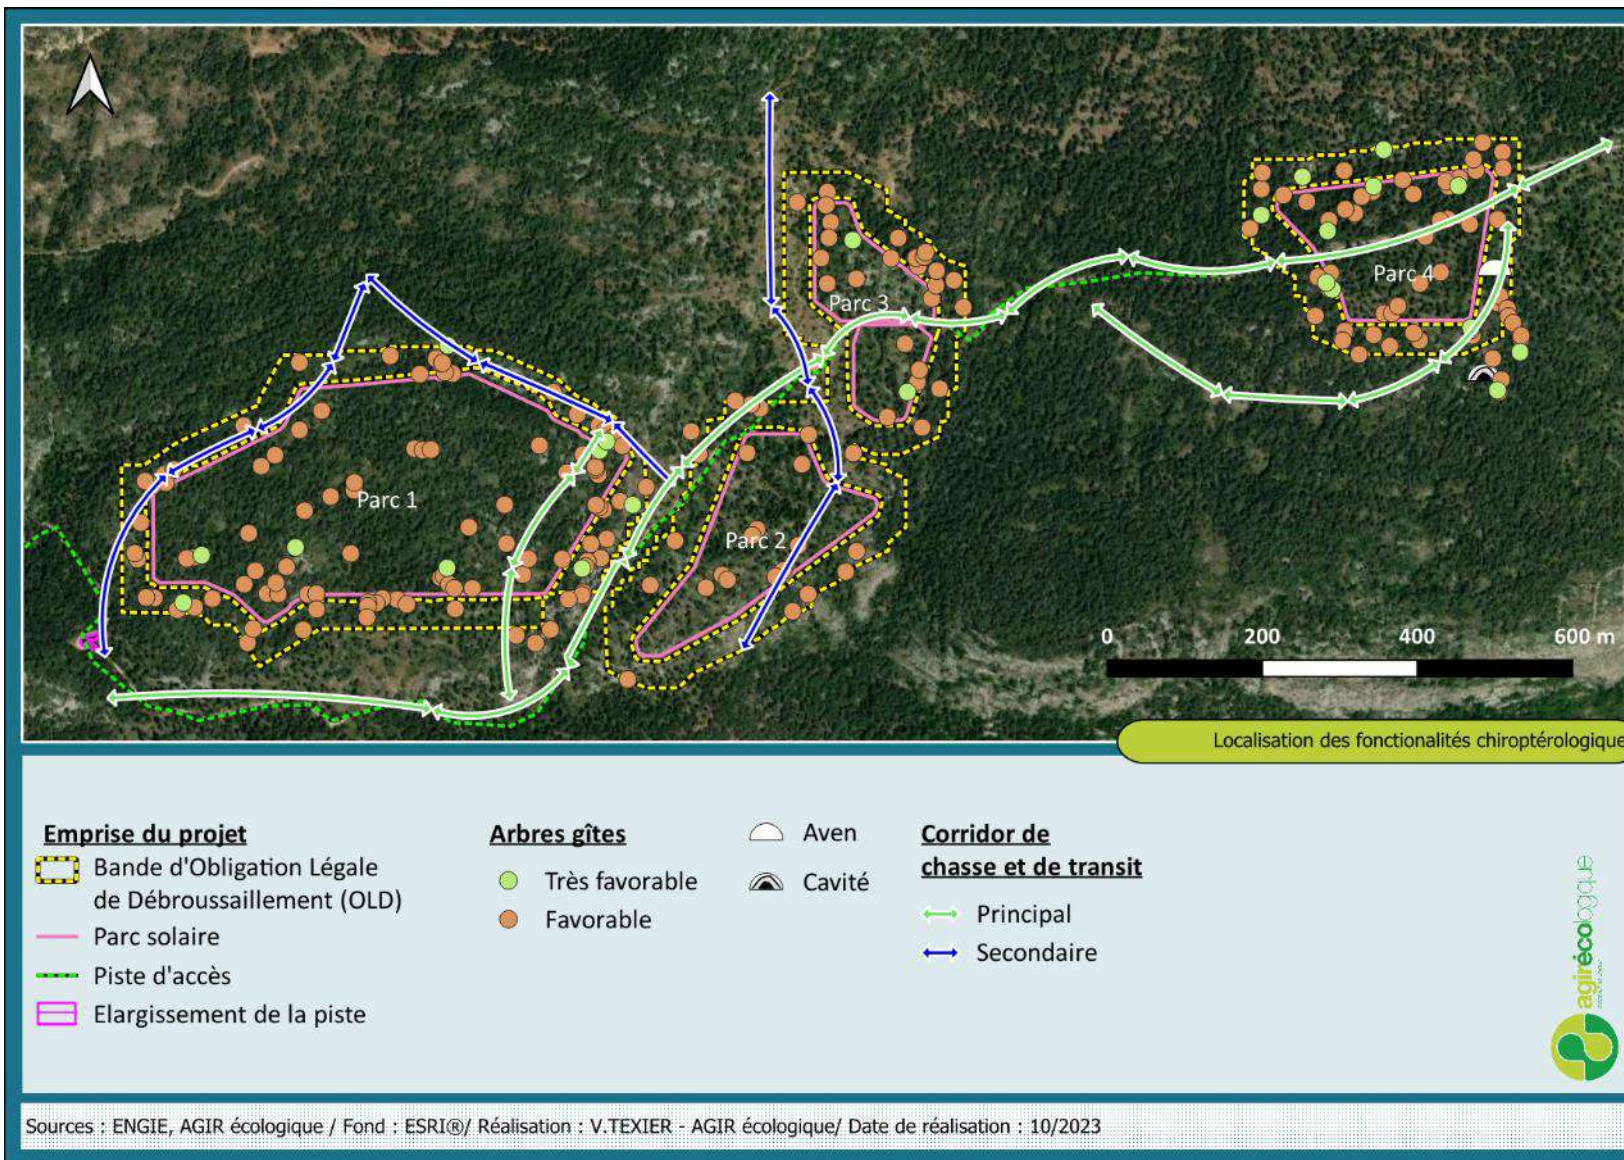 Parc 3
Parc 4
Parc 1
Parc 2
0 200 400 600 m
Localisation des fonctionalités chiroptérologique
Emprise du projet
Bande d'Obligation Légale
de Débroussaillement (OLD)
Parc solaire
Piste d'accès
Elargissement de la piste
Arbres gîtes
Très favorable
Favorable
Aven
Cavité
Corridor de
chasse et de transit
Principal
Secondaire
agirécologique
Sources : ENGIE, AGIR écologique / Fond : ESRI®/ Réalisation : V.TEXIER - AGIR écologique/ Date de réalisation : 10/2023